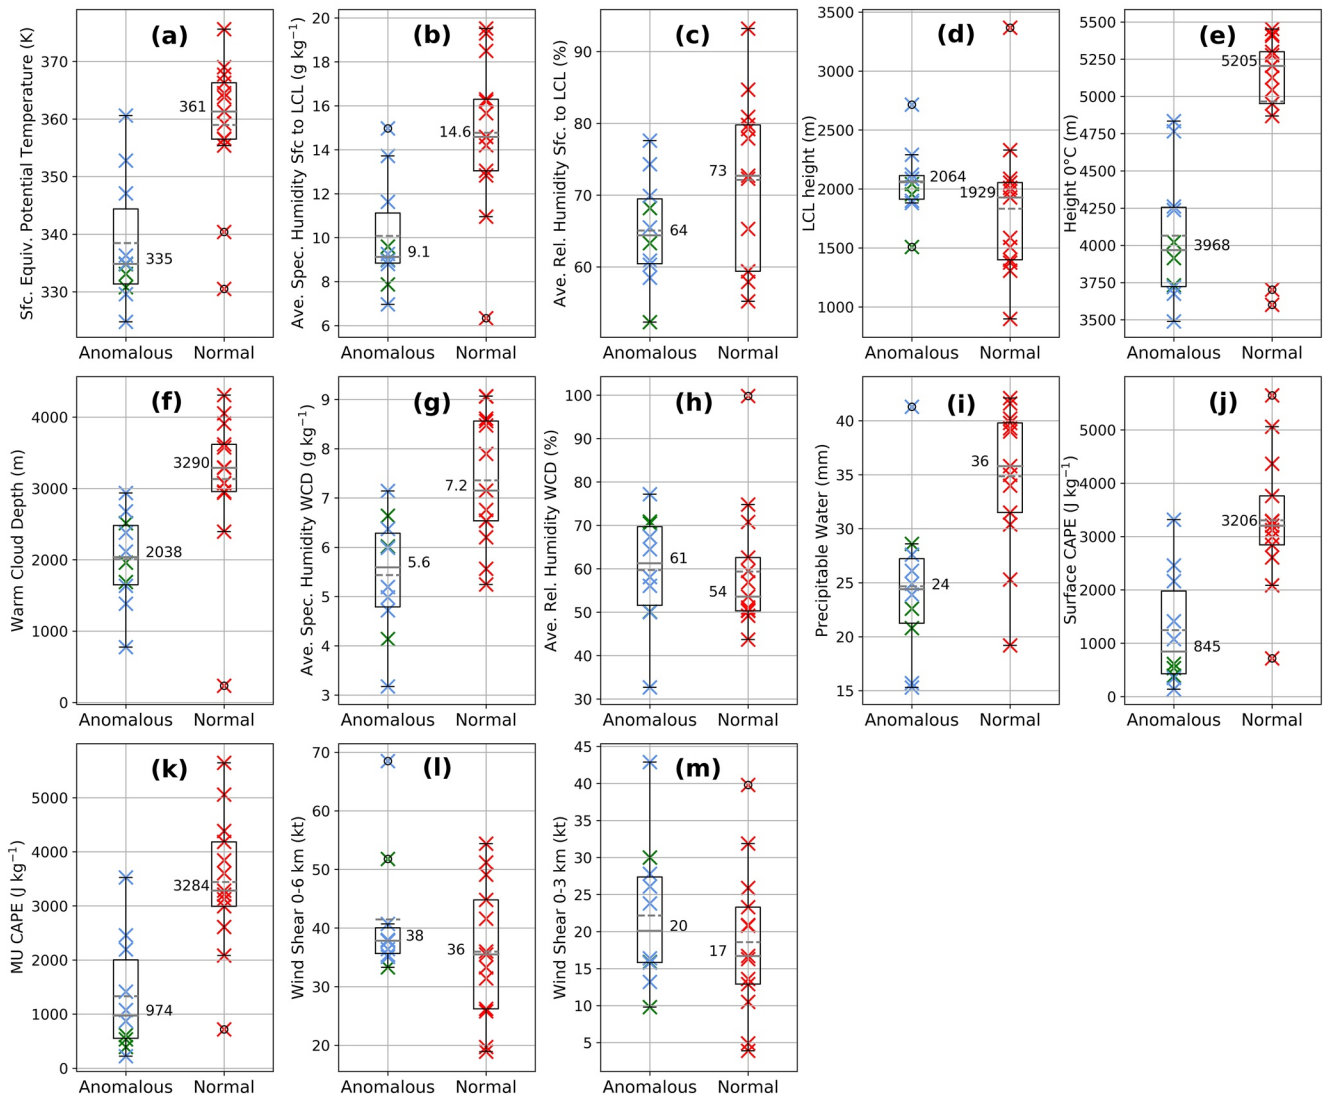 (a)
Sfc. Equiv. Potential Temperature (K)
370
360
350
340
330
361
335
Anomalous
Normal
(b)
Ave. Spec. Humidity Sfc to LCL (g kg⁻¹)
20
18
16
14
12
10
8
6
14.6
9.1
Anomalous
Normal
(c)
Ave. Rel. Humidity Sfc. to LCL (%)
90
80
70
60
73
64
Anomalous
Normal
(d)
LCL height (m)
3500
3000
2500
2000
1500
1000
2064
1929
Anomalous
Normal
(e)
Height 0°C (m)
5500
5250
5000
4750
4500
4250
4000
3750
3500
5205
3968
Anomalous
Normal
(f)
Warm Cloud Depth (m)
4000
3000
2000
1000
0
3290
2038
Anomalous
Normal
(g)
Ave. Spec. Humidity WCD (g kg⁻¹)
9
8
7
6
5
4
3
7.2
5.6
Anomalous
Normal
(h)
Ave. Rel. Humidity WCD (%)
100
90
80
70
60
50
40
30
61
54
Anomalous
Normal
(i)
Precipitable Water (mm)
40
35
30
25
20
15
36
24
Anomalous
Normal
(j)
Surface CAPE (J kg⁻¹)
5000
4000
3000
2000
1000
0
3206
845
Anomalous
Normal
(k)
MU CAPE (J kg⁻¹)
5000
4000
3000
2000
1000
0
3284
974
Anomalous
Normal
(l)
Wind Shear 0-6 km (kt)
70
60
50
40
30
20
38
36
Anomalous
Normal
(m)
Wind Shear 0-3 km (kt)
45
40
35
30
25
20
15
10
5
20
17
Anomalous
Normal